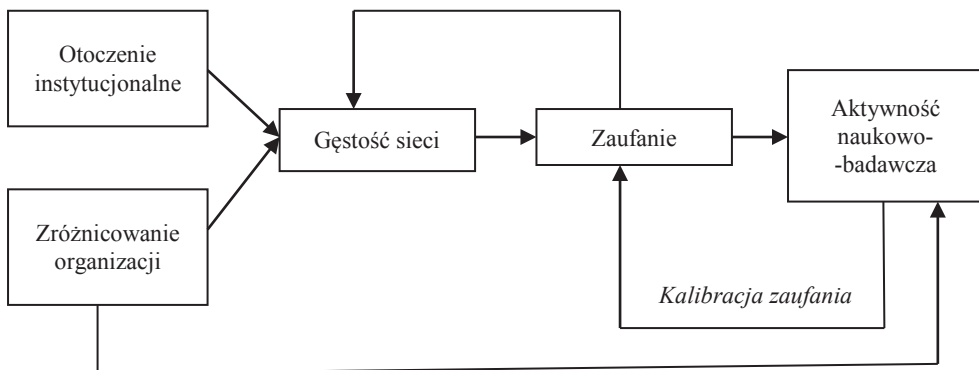 Otoczenie
instytucjonalne
Gęstość sieci
Zaufanie
Aktywność
naukowo-
-badawcza
Zróżnicowanie
organizacji
Kalibracja zaufania